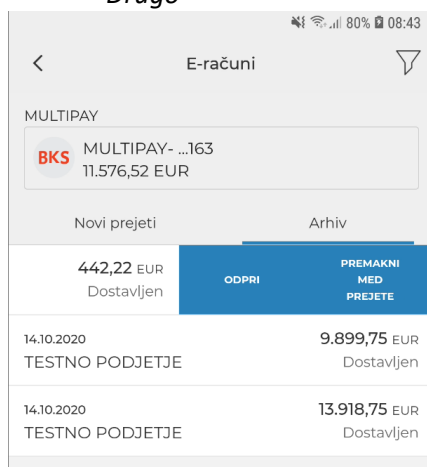 Drugo
80% 08:43
E-računi
MULTIPAY
BKS
MULTIPAY- ...163
11.576,52 EUR
Novi prejeti
Arhiv
442,22 EUR
Dostavljen
ODPRI
PREMAKNI
MED
PREJETE
14.10.2020
9.899,75 EUR
TESTNO PODJETJE
Dostavljen
14.10.2020
13.918,75 EUR
TESTNO PODJETJE
Dostavljen